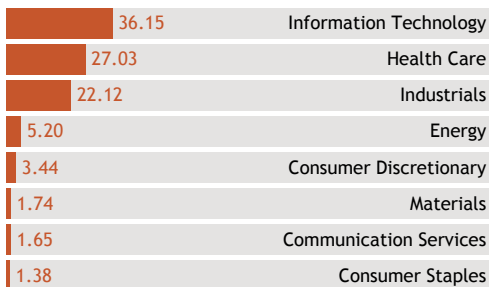 36.15 Information Technology
27.03 Health Care
22.12 Industrials
5.20 Energy
3.44 Consumer Discretionary
1.74 Materials
1.65 Communication Services
1.38 Consumer Staples